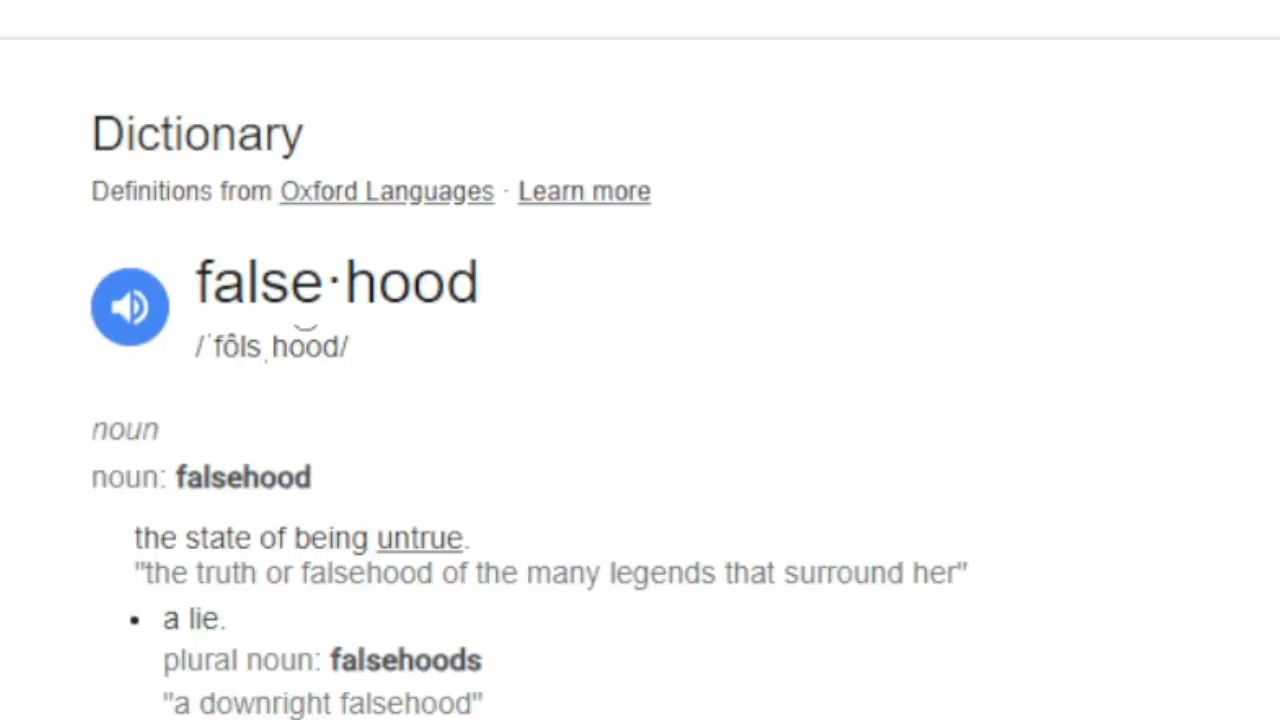 Dictionary
Definitions from Oxford Languages · Learn more
false·hood
/ˈfôlsˌho͝od/
noun
noun: falsehood
the state of being untrue.
"the truth or falsehood of the many legends that surround her"
• a lie.
plural noun: falsehoods
"a downright falsehood"